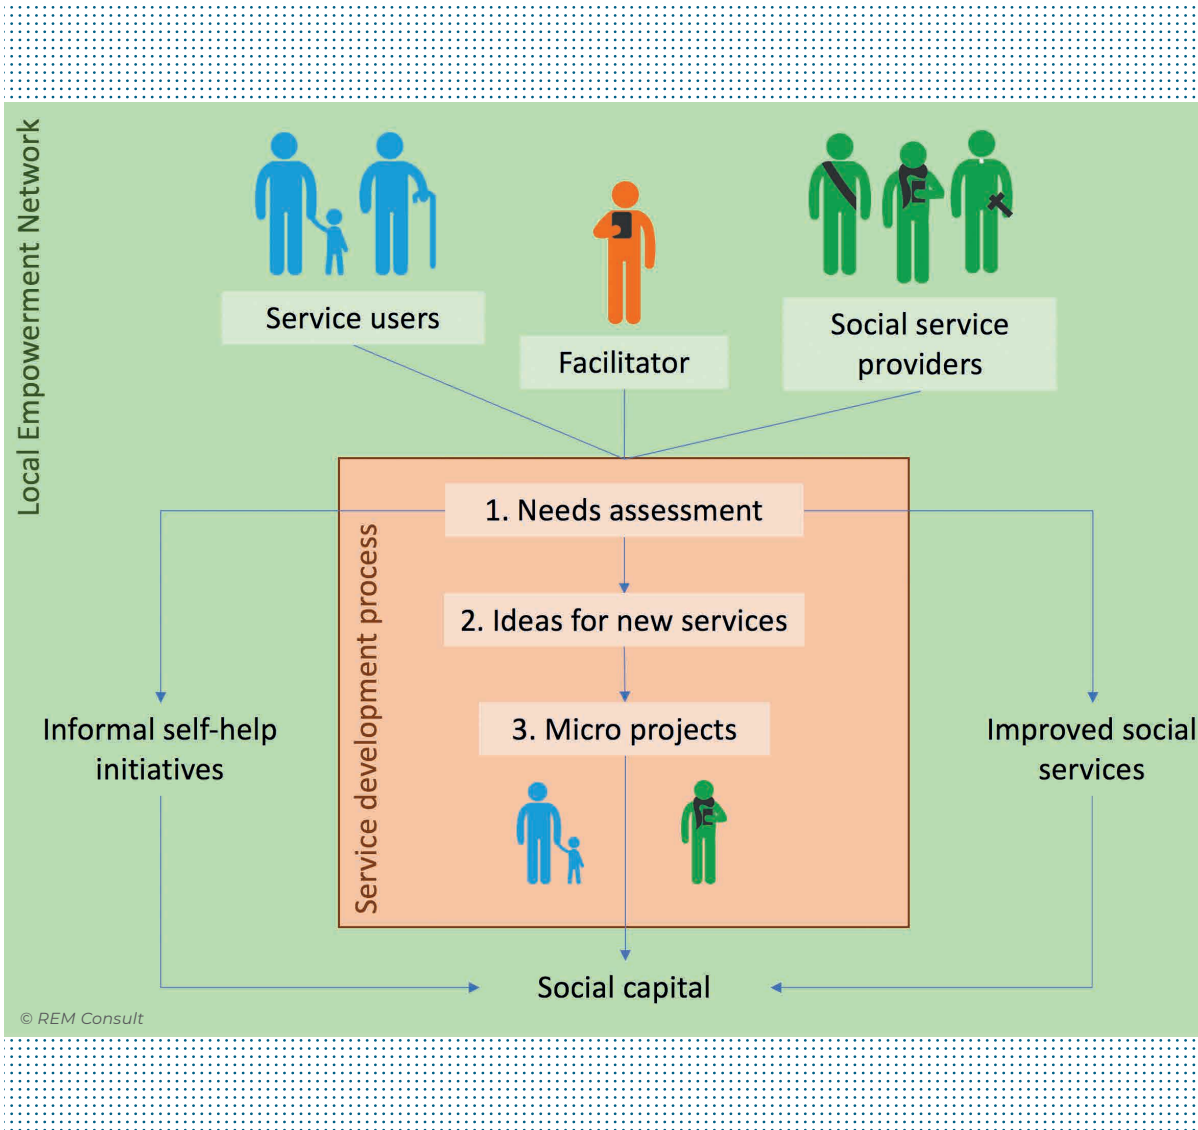 Local Empowerment Network
Service users
Facilitator
Social service
providers
Service development process
1. Needs assessment
2. Ideas for new services
3. Micro projects
Informal self-help
initiatives
Improved social
services
Social capital
© REM Consult